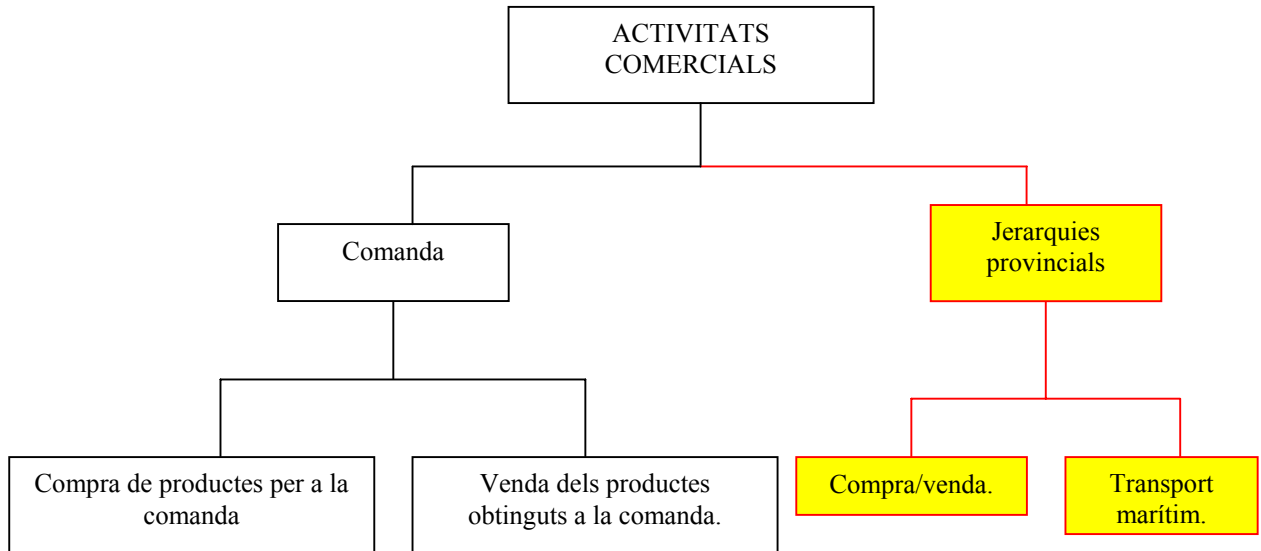 ACTIVITATS
COMERCIALS
Comanda
Jerarquies
provincials
Compra de productes per a la
comanda
Venda dels productes
obtinguts a la comanda.
Compra/venda.
Transport
marítim.